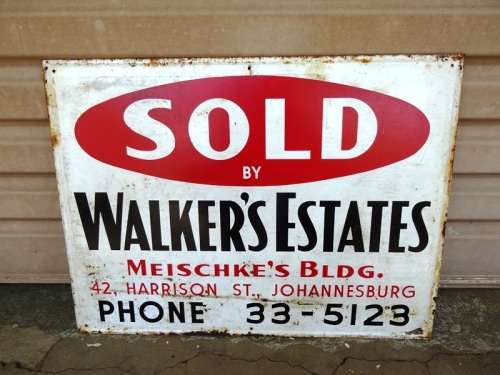 SOLD
BY
WALKER'S ESTATES
MEISCHKE'S BLDG.
42, HARRISON ST., JOHANNESBURG
PHONE 33-5123